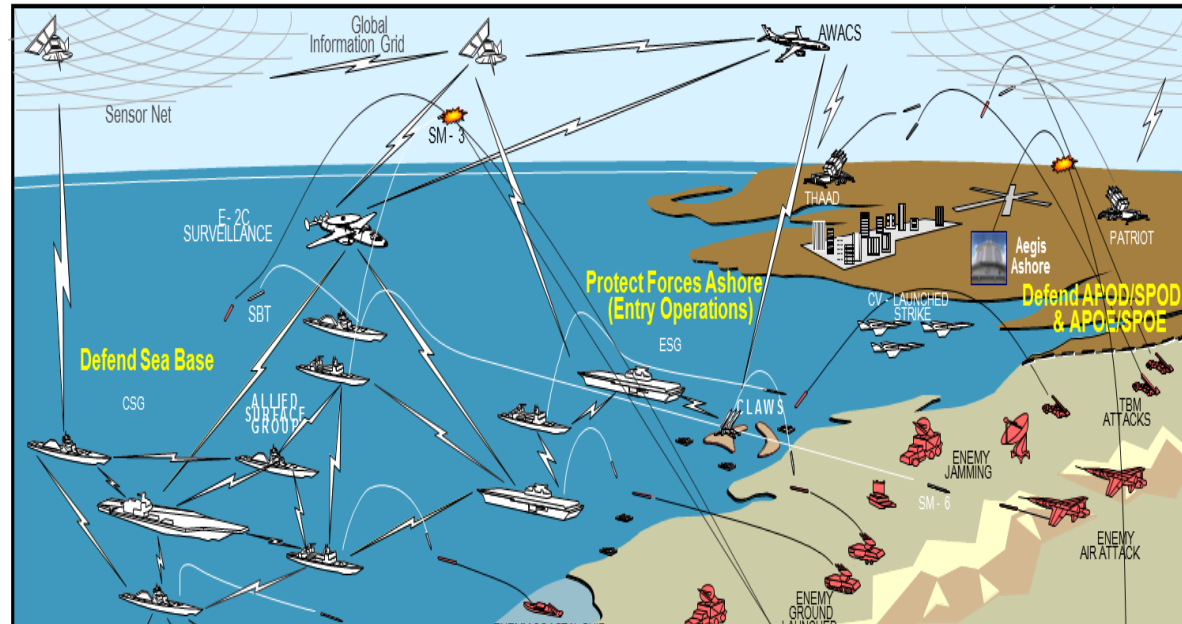 Global
Information Grid
AWACS
Sensor Net
SM - 3
THAAD
E- 2C
SURVEILLANCE
PATRIOT
Aegis
Ashore
Protect Forces Ashore
(Entry Operations)
CV - LAUNCHED
STRIKE
Defend APOD/SPOD
& APOE/SPOE
SBT
ESG
Defend Sea Base
CSG
ALLIED
SURFACE
GROUP
CLAWS
TBM
ATTACKS
ENEMY
JAMMING
SM - 6
ENEMY
AIR ATTACK
ENEMY
GROUND